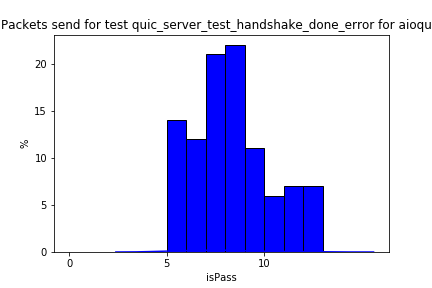 Packets send for test quic_server_test_handshake_done_error for aioqu
%
20
15
10
5
0
0 5 10
isPass